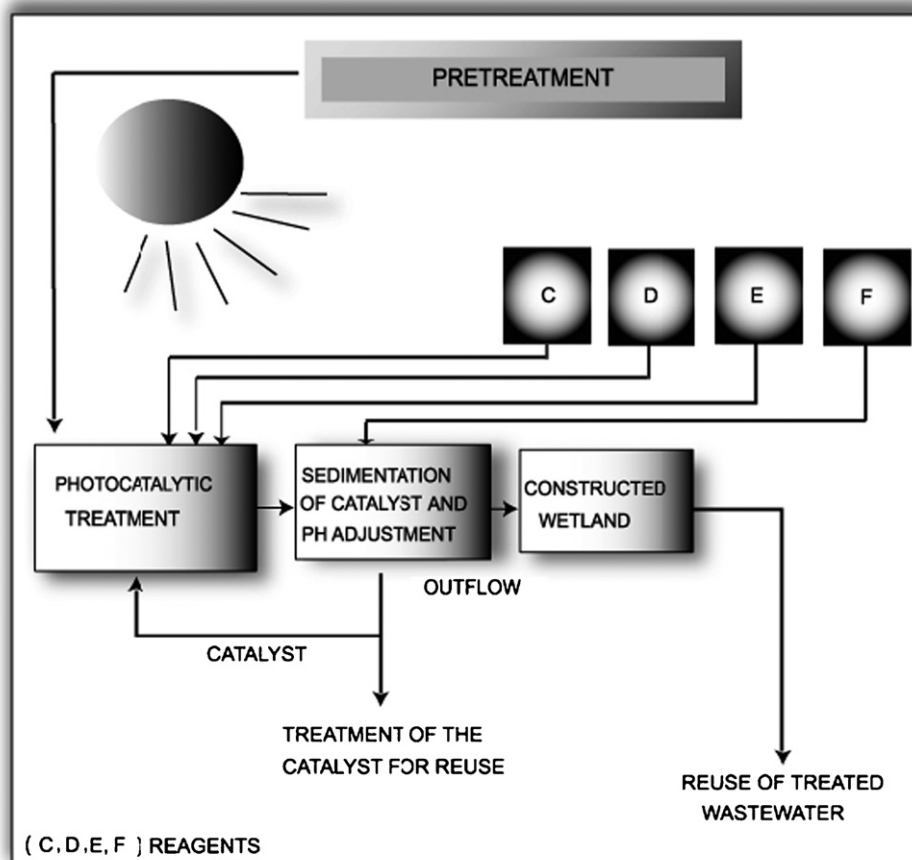 PRETREATMENT
C
D
E
F
PHOTOCATALYTIC
TREATMENT
SEDIMENTATION
OF CATALYST AND
PH ADJUSTMENT
CONSTRUCTED
WETLAND
OUTFLOW
CATALYST
TREATMENT OF THE
CATALYST FOR REUSE
REUSE OF TREATED
WASTEWATER
( C,D,E, F ) REAGENTS